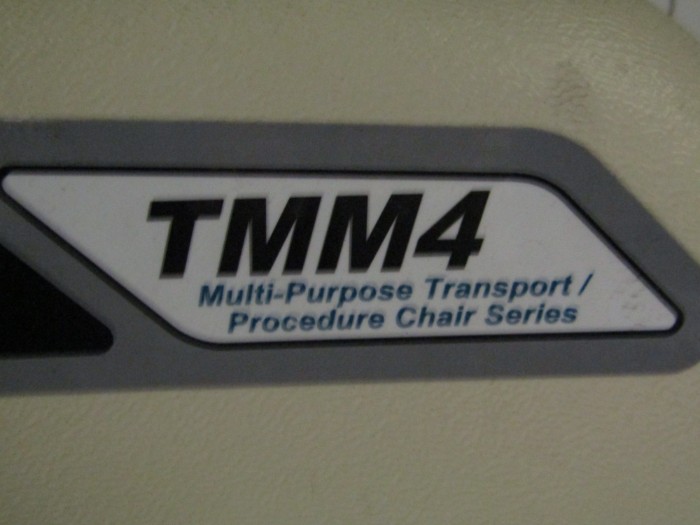 TMM4
Multi-Purpose Transport /
Procedure Chair Series